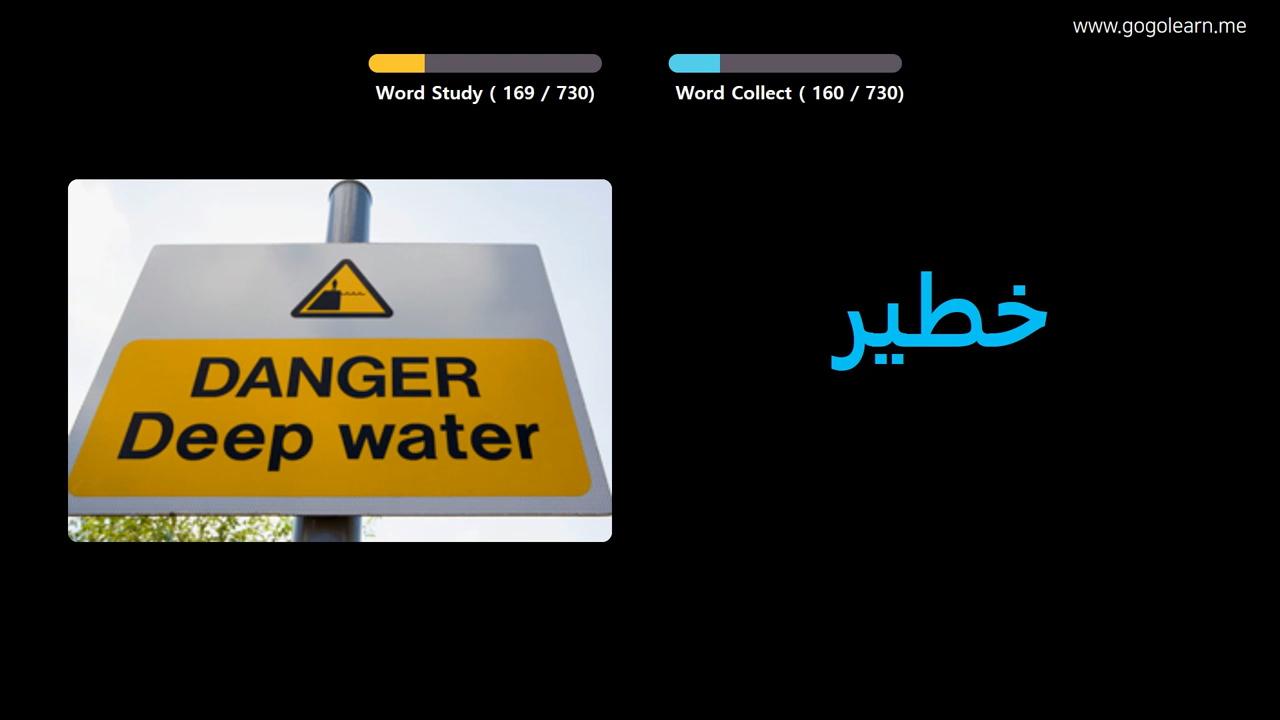 www.gogolearn.me
Word Study ( 169 / 730)
Word Collect ( 160 / 730)
DANGER
Deep water
خطير